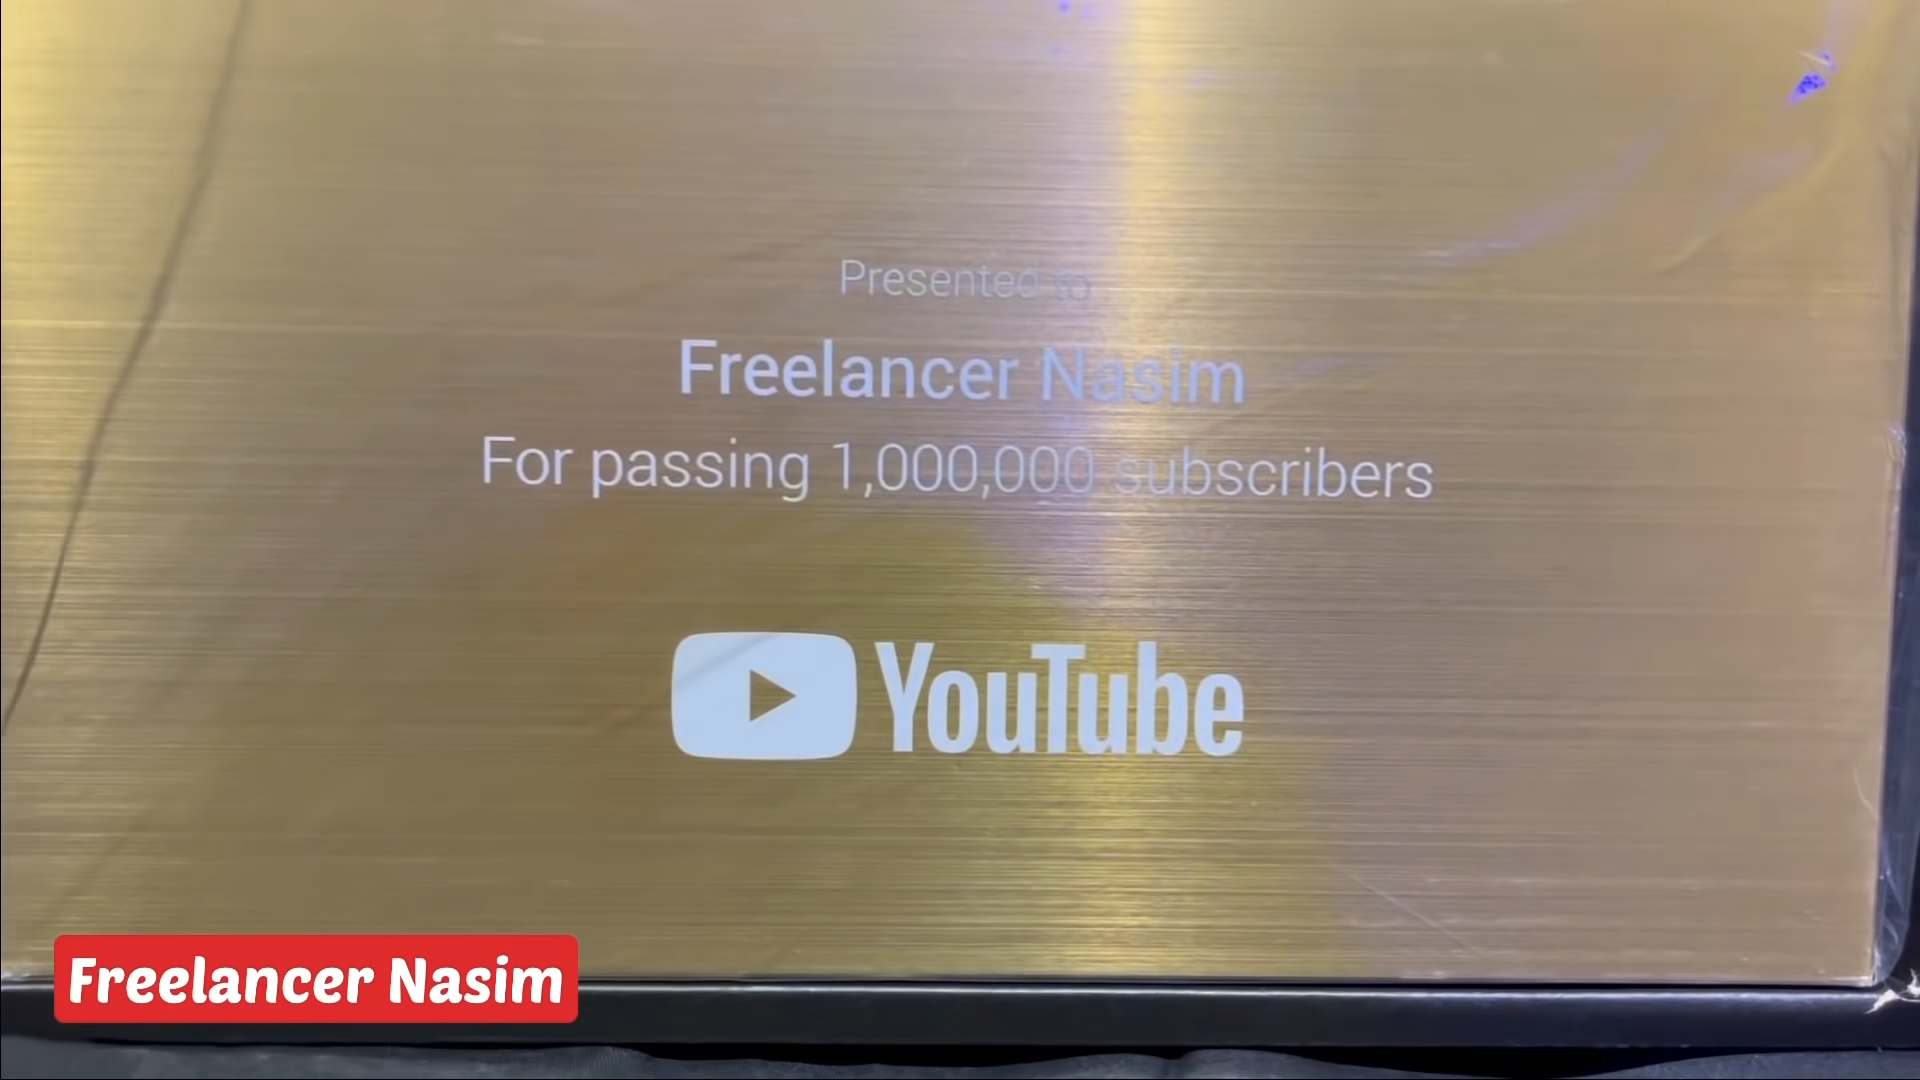 Presented to
Freelancer Nasim
For passing 1,000,000 subscribers
YouTube
Freelancer Nasim